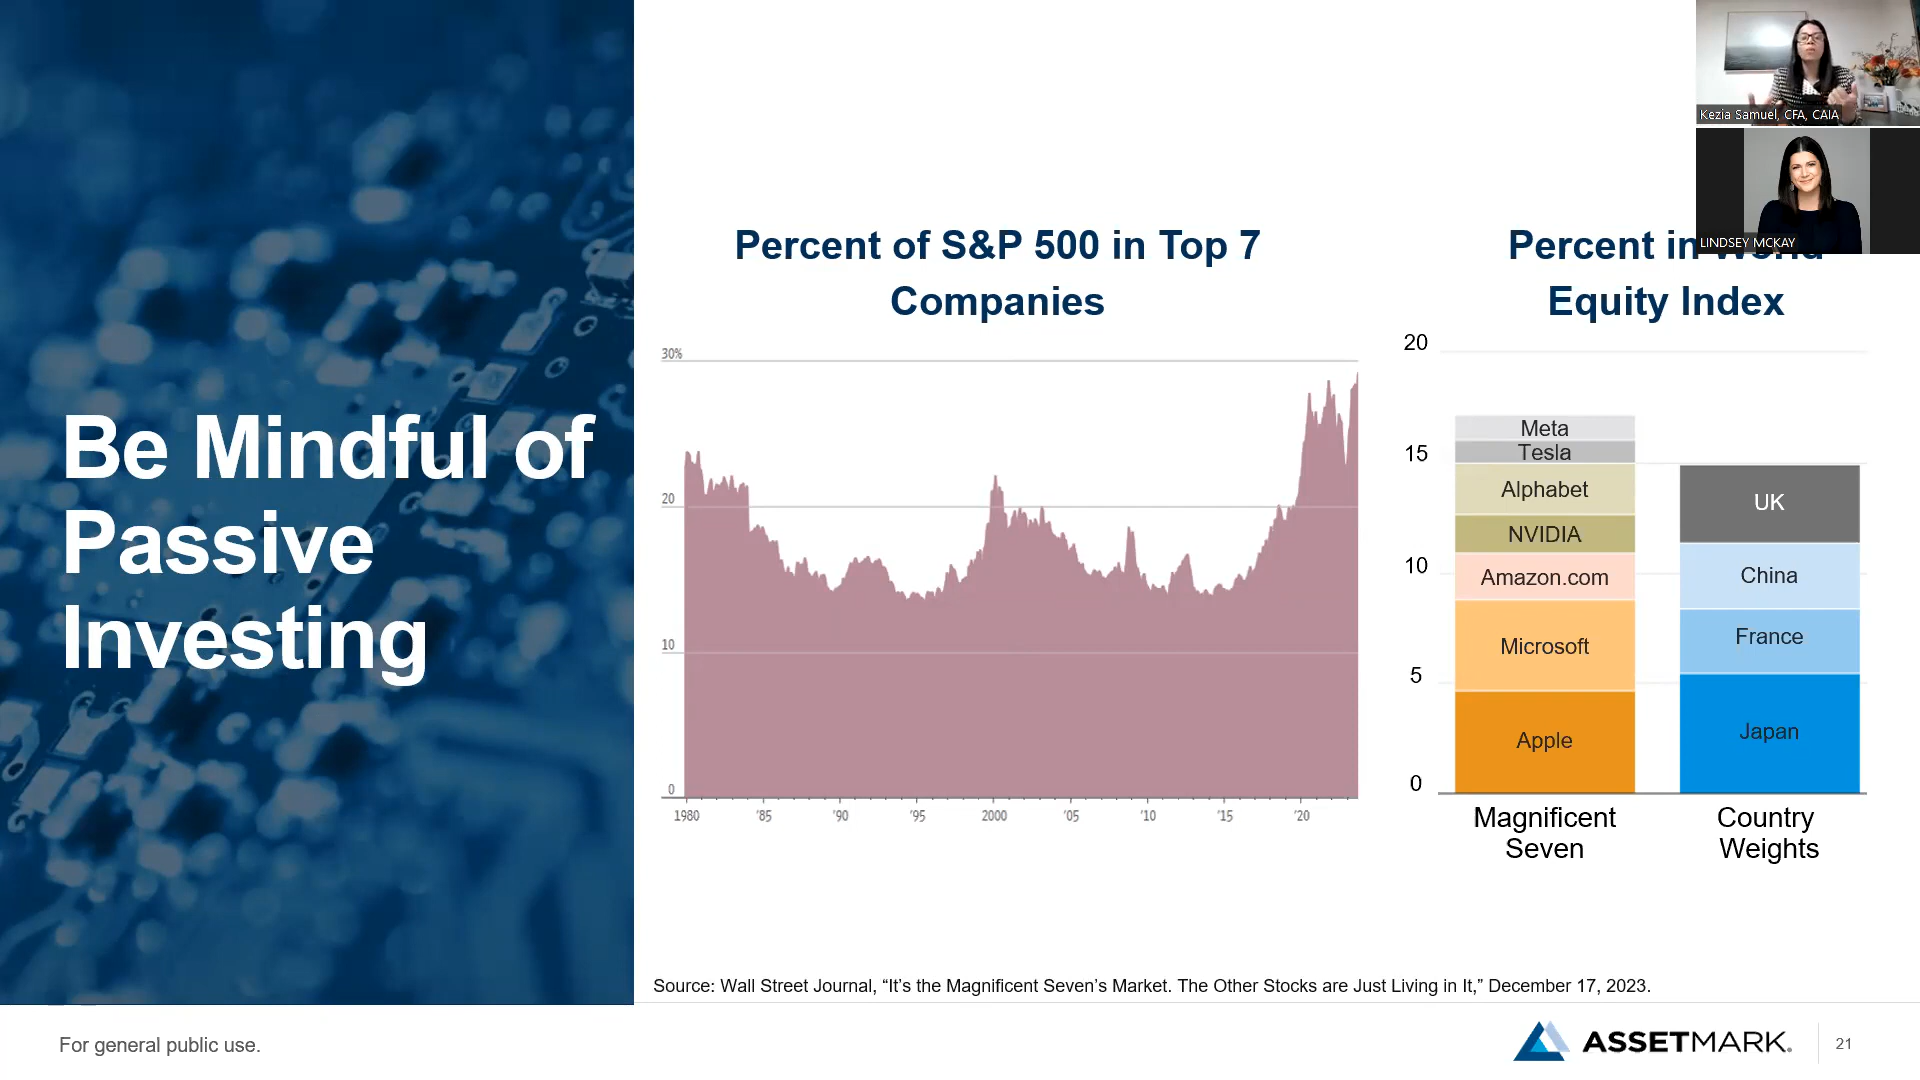 Be Mindful of
Passive
Investing
Percent of S&P 500 in Top 7
Companies
30%
20
10
0
1980 '85 '90 '95 2000 '05 '10 '15 '20
Percent in World
Equity Index
20
15
10
5
0
Meta
Tesla
Alphabet
NVIDIA
Amazon.com
Microsoft
Apple
UK
China
France
Japan
Magnificent
Seven
Country
Weights
Kezia Samuel, CFA, CAIA
LINDSEY MCKAY
Source: Wall Street Journal, “It’s the Magnificent Seven’s Market. The Other Stocks are Just Living in It,” December 17, 2023.
For general public use.
ASSETMARK.
21